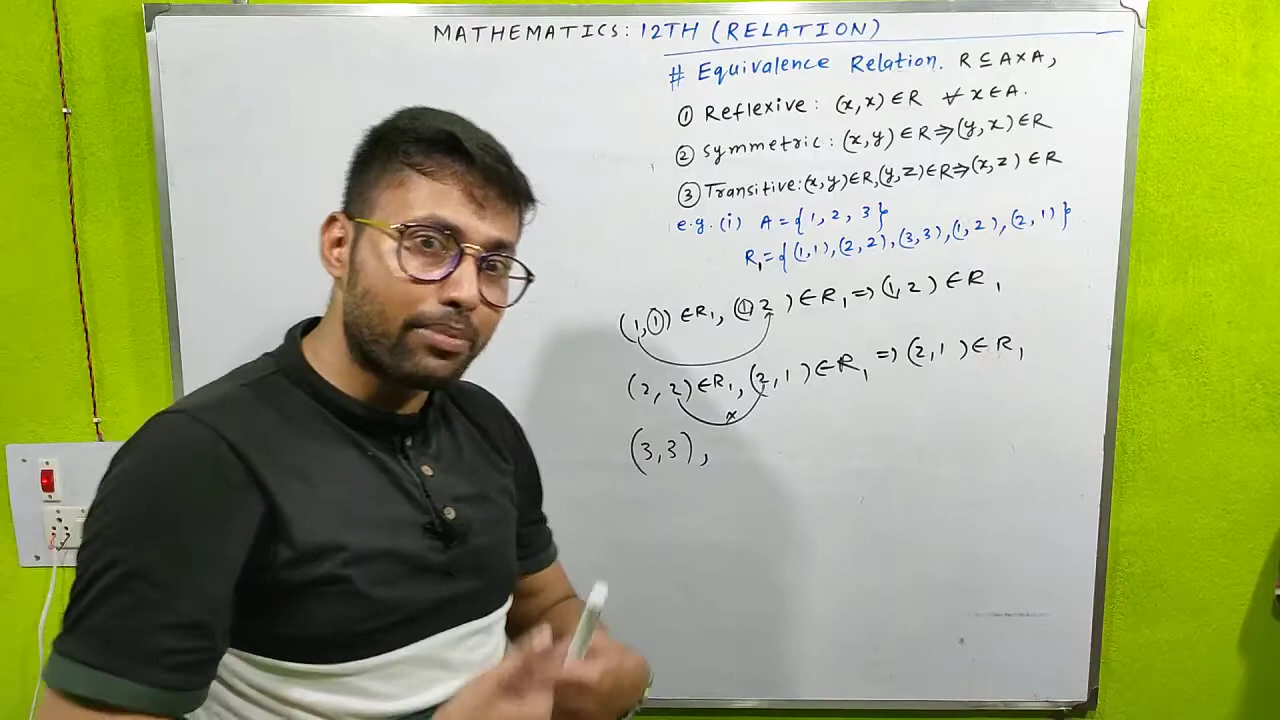 MATHEMATICS: 12TH (RELATION)
# Equivalence Relation. R ⊆ A×A,
① Reflexive: (x,x) ∈ R ∀ x ∈ A.
② Symmetric: (x,y) ∈ R ⇒ (y,x) ∈ R
③ Transitive: (x,y) ∈ R, (y,z) ∈ R ⇒ (x,z) ∈ R
e.g. (i) A = {1, 2, 3}
R₁ = {(1,1), (2,2), (3,3), (1,2), (2,1)}
(1,1) ∈ R₁, (1,2) ∈ R₁ => (1,2) ∈ R₁
(2,2) ∈ R₁, (2,1) ∈ R₁ => (2,1) ∈ R₁
x
(3,3),